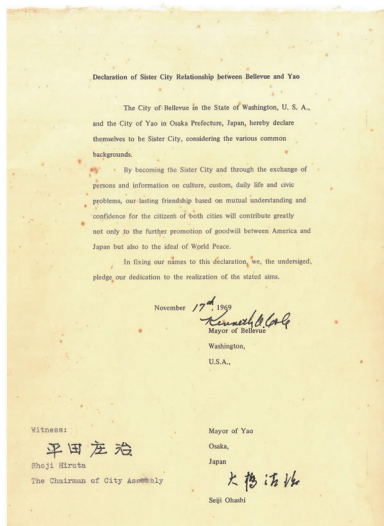 Declaration of Sister City Relationship between Bellevue and Yao
The City of Bellevue in the State of Washington, U. S. A.,
and the City of Yao in Osaka Prefecture, Japan, hereby declare
themselves to be Sister City, considering the various common
backgrounds.
By becoming the Sister City and through the exchange of
persons and information on culture, custom, daily life and civic
problems, our lasting friendship based on mutual understanding and
confidence for the citizen of both cities will contribute greatly
not only to the further promotion of goodwill between America and
Japan but also to the ideal of World Peace.
In fixing our names to this declaration, we, the undersiged,
pledge our dedication to the realization of the stated aims.
November 17th, 1969
Kenneth A. Cole
Mayor of Bellevue
Washington,
U.S.A.,
Witness:
平田庄治
Shoji Hirata
The Chairman of City Assembly
Mayor of Yao
Osaka,
Japan
大橋清治
Seiji Ohashi